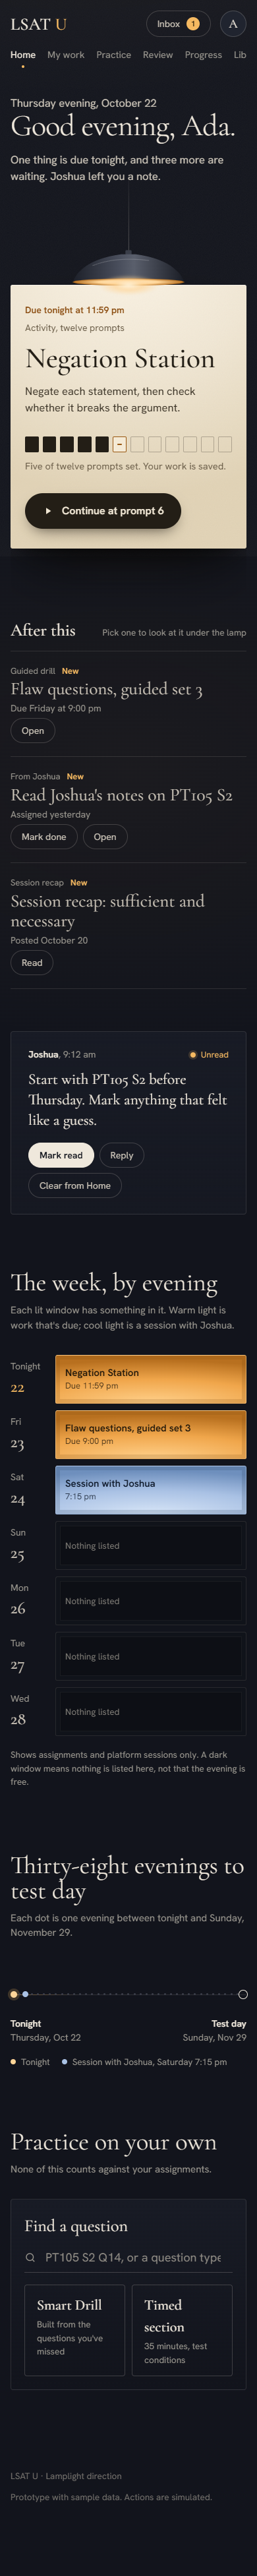 LSAT U
Inbox 1
A
Home My work Practice Review Progress Lib
Thursday evening, October 22
Good evening, Ada.
One thing is due tonight, and three more are
waiting. Joshua left you a note.
Due tonight at 11:59 pm
Activity, twelve prompts
Negation Station
Negate each statement, then check
whether it breaks the argument.
Five of twelve prompts set. Your work is saved.
Continue at prompt 6
After this
Pick one to look at it under the lamp
Guided drill New
Flaw questions, guided set 3
Due Friday at 9:00 pm
Open
From Joshua New
Read Joshua's notes on PT105 S2
Assigned yesterday
Mark done Open
Session recap New
Session recap: sufficient and
necessary
Posted October 20
Read
Joshua, 9:12 am
Unread
Start with PT105 S2 before
Thursday. Mark anything that felt
like a guess.
Mark read Reply
Clear from Home
The week, by evening
Each lit window has something in it. Warm light is
work that's due; cool light is a session with Joshua.
Tonight
22
Negation Station
Due 11:59 pm
Fri
23
Flaw questions, guided set 3
Due 9:00 pm
Sat
24
Session with Joshua
7:15 pm
Sun
25
Nothing listed
Mon
26
Nothing listed
Tue
27
Nothing listed
Wed
28
Nothing listed
Shows assignments and platform sessions only. A dark
window means nothing is listed here, not that the evening is
free.
Thirty-eight evenings to
test day
Each dot is one evening between tonight and Sunday,
November 29.
Tonight
Thursday, Oct 22
Test day
Sunday, Nov 29
Tonight
Session with Joshua, Saturday 7:15 pm
Practice on your own
None of this counts against your assignments.
Find a question
PT105 S2 Q14, or a question type
Smart Drill
Built from the
questions you've
missed
Timed
section
35 minutes, test
conditions
LSAT U · Lamplight direction
Prototype with sample data. Actions are simulated.